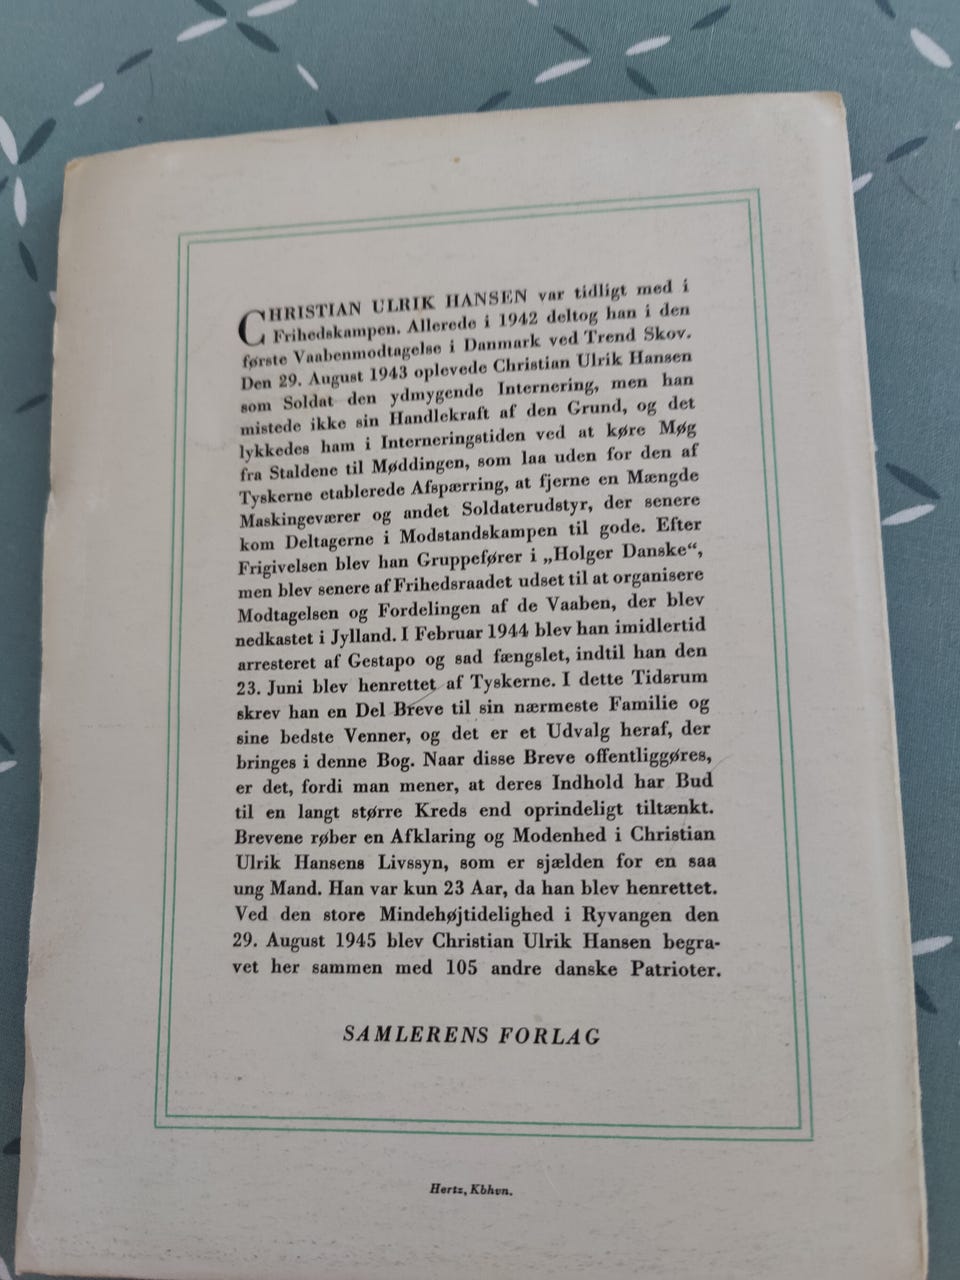 CHRISTIAN ULRIK HANSEN var tidligt med i
Frihedskampen. Allerede i 1942 deltog han i den
første Vaabenmodtagelse i Danmark ved Trend Skov.
Den 29. August 1943 oplevede Christian Ulrik Hansen
som Soldat den ydmygende Internering, men han
mistede ikke sin Handlekraft af den Grund, og det
lykkedes ham i Interneringstiden ved at køre Møg
fra Staldene til Møddingen, som laa uden for den af
Tyskerne etablerede Afspærring, at fjerne en Mængde
Maskingeværer og andet Soldaterudstyr, der senere
kom Deltagerne i Modstandskampen til gode. Efter
Frigivelsen blev han Gruppefører i „Holger Danske“,
men blev senere af Frihedsraadet udset til at organisere
Modtagelsen og Fordelingen af de Vaaben, der blev
nedkastet i Jylland. I Februar 1944 blev han imidlertid
arresteret af Gestapo og sad fængslet, indtil han den
23. Juni blev henrettet af Tyskerne. I dette Tidsrum
skrev han en Del Breve til sin nærmeste Familie og
sine bedste Venner, og det er et Udvalg heraf, der
bringes i denne Bog. Naar disse Breve offentliggøres,
er det, fordi man mener, at deres Indhold har Bud
til en langt større Kreds end oprindeligt tiltænkt.
Brevene røber en Afklaring og Modenhed i Christian
Ulrik Hansens Livssyn, som er sjælden for en saa
ung Mand. Han var kun 23 Aar, da han blev henrettet.
Ved den store Mindehøjtidelighed i Ryvangen den
29. August 1945 blev Christian Ulrik Hansen begra-
vet her sammen med 105 andre danske Patrioter.
SAMLERENS FORLAG
Hertz, Kbhvn.